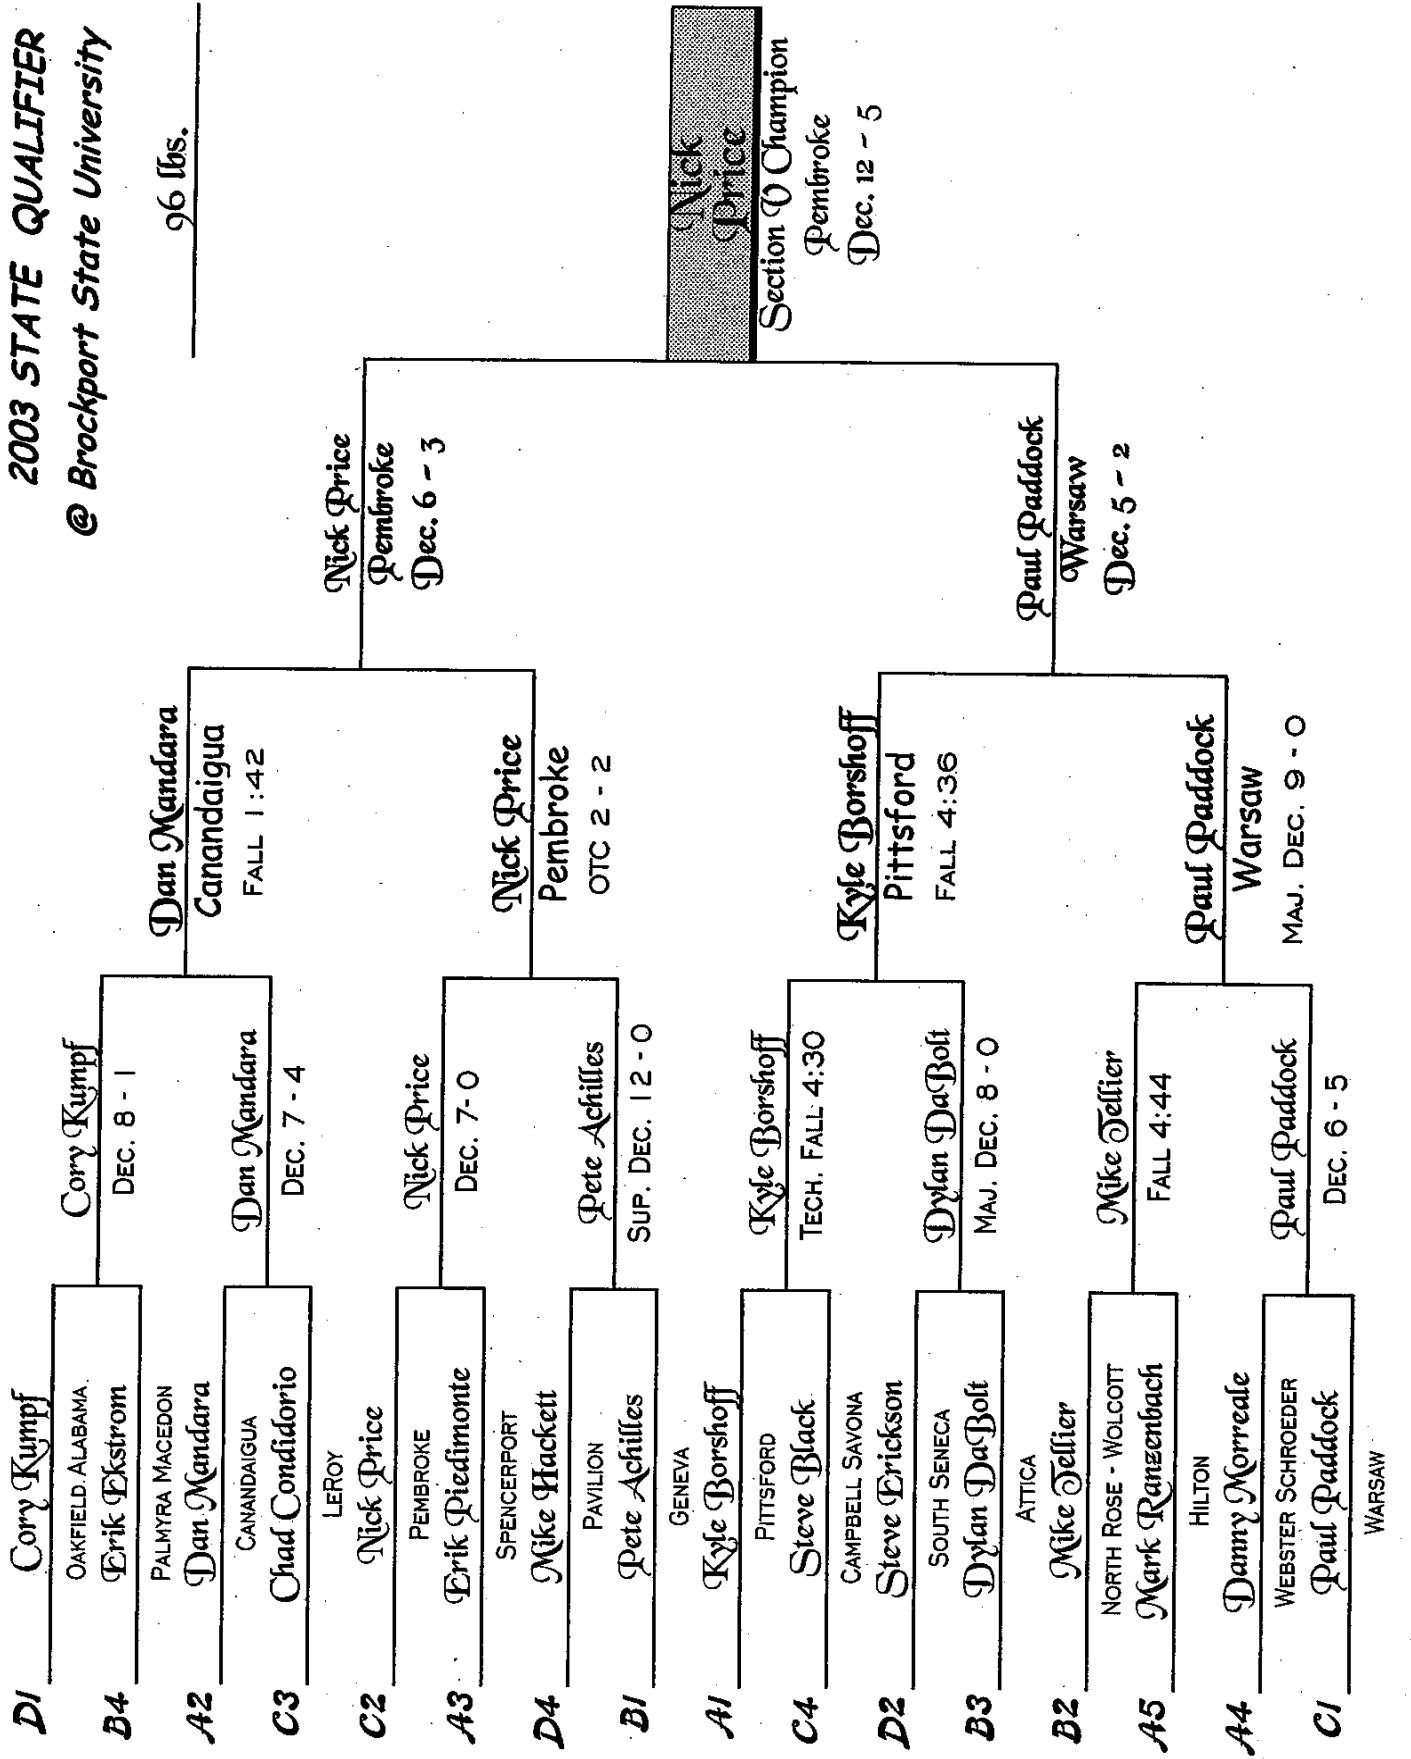 2003 STATE QUALIFIER
@ Brockport State University
96 lbs.
D1
Cory Kumpf
OAKFIELD. ALABAMA.
B4
Erik Ekstrom
PALMYRA MACEDON
A2
Dan Mandara
CANANDAIGUA
C3
Chad Condidorio
LEROY
C2
Nick Price
PEMBROKE
A3
Erik Piedimonte
SPENCERPORT
D4
Mike Hackett
PAVILION
B1
Pete Achilles
GENEVA
A1
Kyle Borshoff
PITTSFORD
C4
Steve Black
CAMPBELL SAVONA
D2
Steve Erickson
SOUTH SENECA
B3
Dylan DaBolt
ATTICA
B2
Mike Tellier
NORTH ROSE - WOLCOTT
A5
Mark Ranzenbach
HILTON
A4
Danny Morreale
WEBSTER SCHROEDER
C1
Paul Paddock
WARSAW
Cory Kumpf
DEC. 8 - 1
Dan Mandara
DEC. 7 - 4
Nick Price
DEC. 7- 0
Pete Achilles
SUP. DEC. 12 - 0
Kyle Borshoff
TECH. FALL 4:30
Dylan DaBolt
MAJ. DEC. 8 - 0
Mike Tellier
FALL 4:44
Paul Paddock
DEC. 6 - 5
Dan Mandara
Canandaigua
FALL 1:42
Nick Price
Pembroke
OTC 2 - 2
Kyle Borshoff
Pittsford
FALL 4:36
Paul Paddock
Warsaw
MAJ. DEC. 9 - 0
Nick Price
Pembroke
Dec. 6 - 3
Paul Paddock
Warsaw
Dec. 5 - 2
Nick
Price
Section V Champion
Pembroke
Dec. 12 - 5